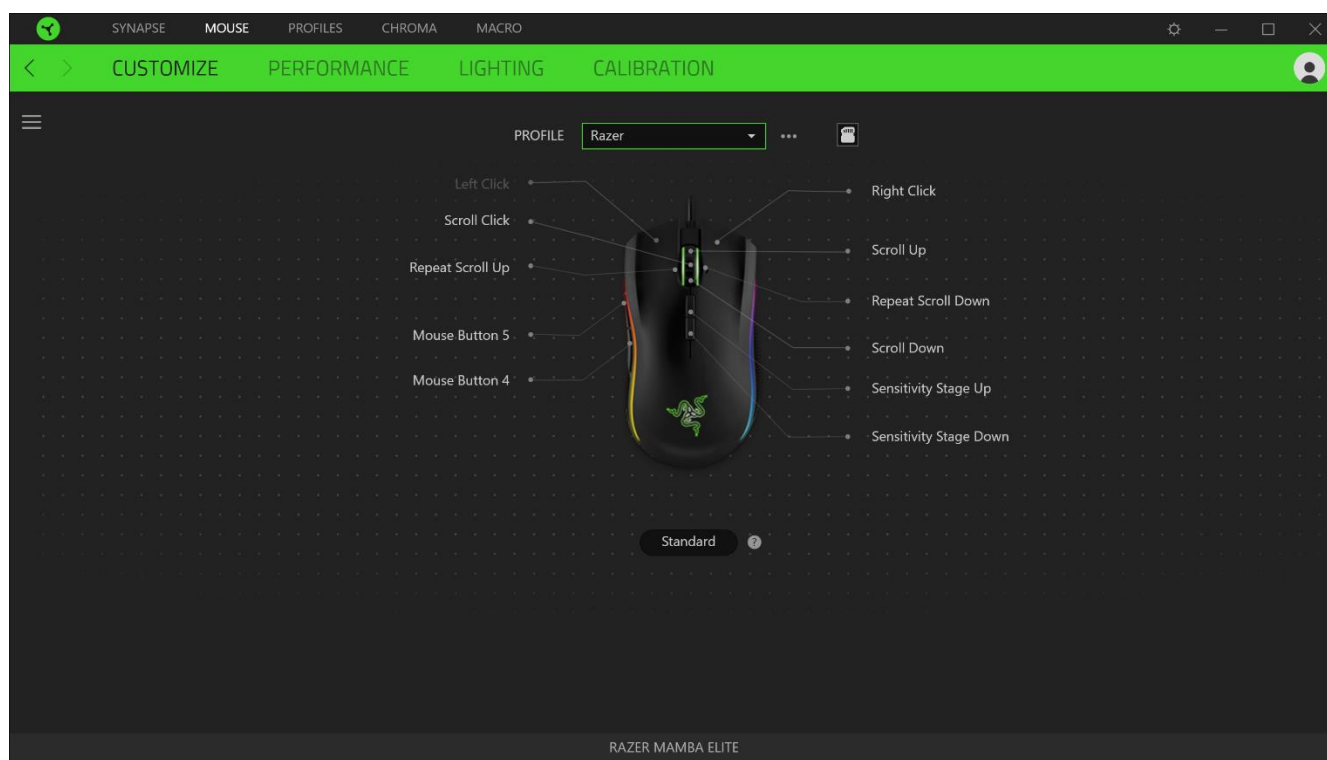 SYNAPSE MOUSE PROFILES CHROMA MACRO
CUSTOMIZE PERFORMANCE LIGHTING CALIBRATION
PROFILE Razer
Left Click
Right Click
Scroll Click
Scroll Up
Repeat Scroll Up
Repeat Scroll Down
Mouse Button 5
Scroll Down
Mouse Button 4
Sensitivity Stage Up
Sensitivity Stage Down
Standard ?
RAZER MAMBA ELITE